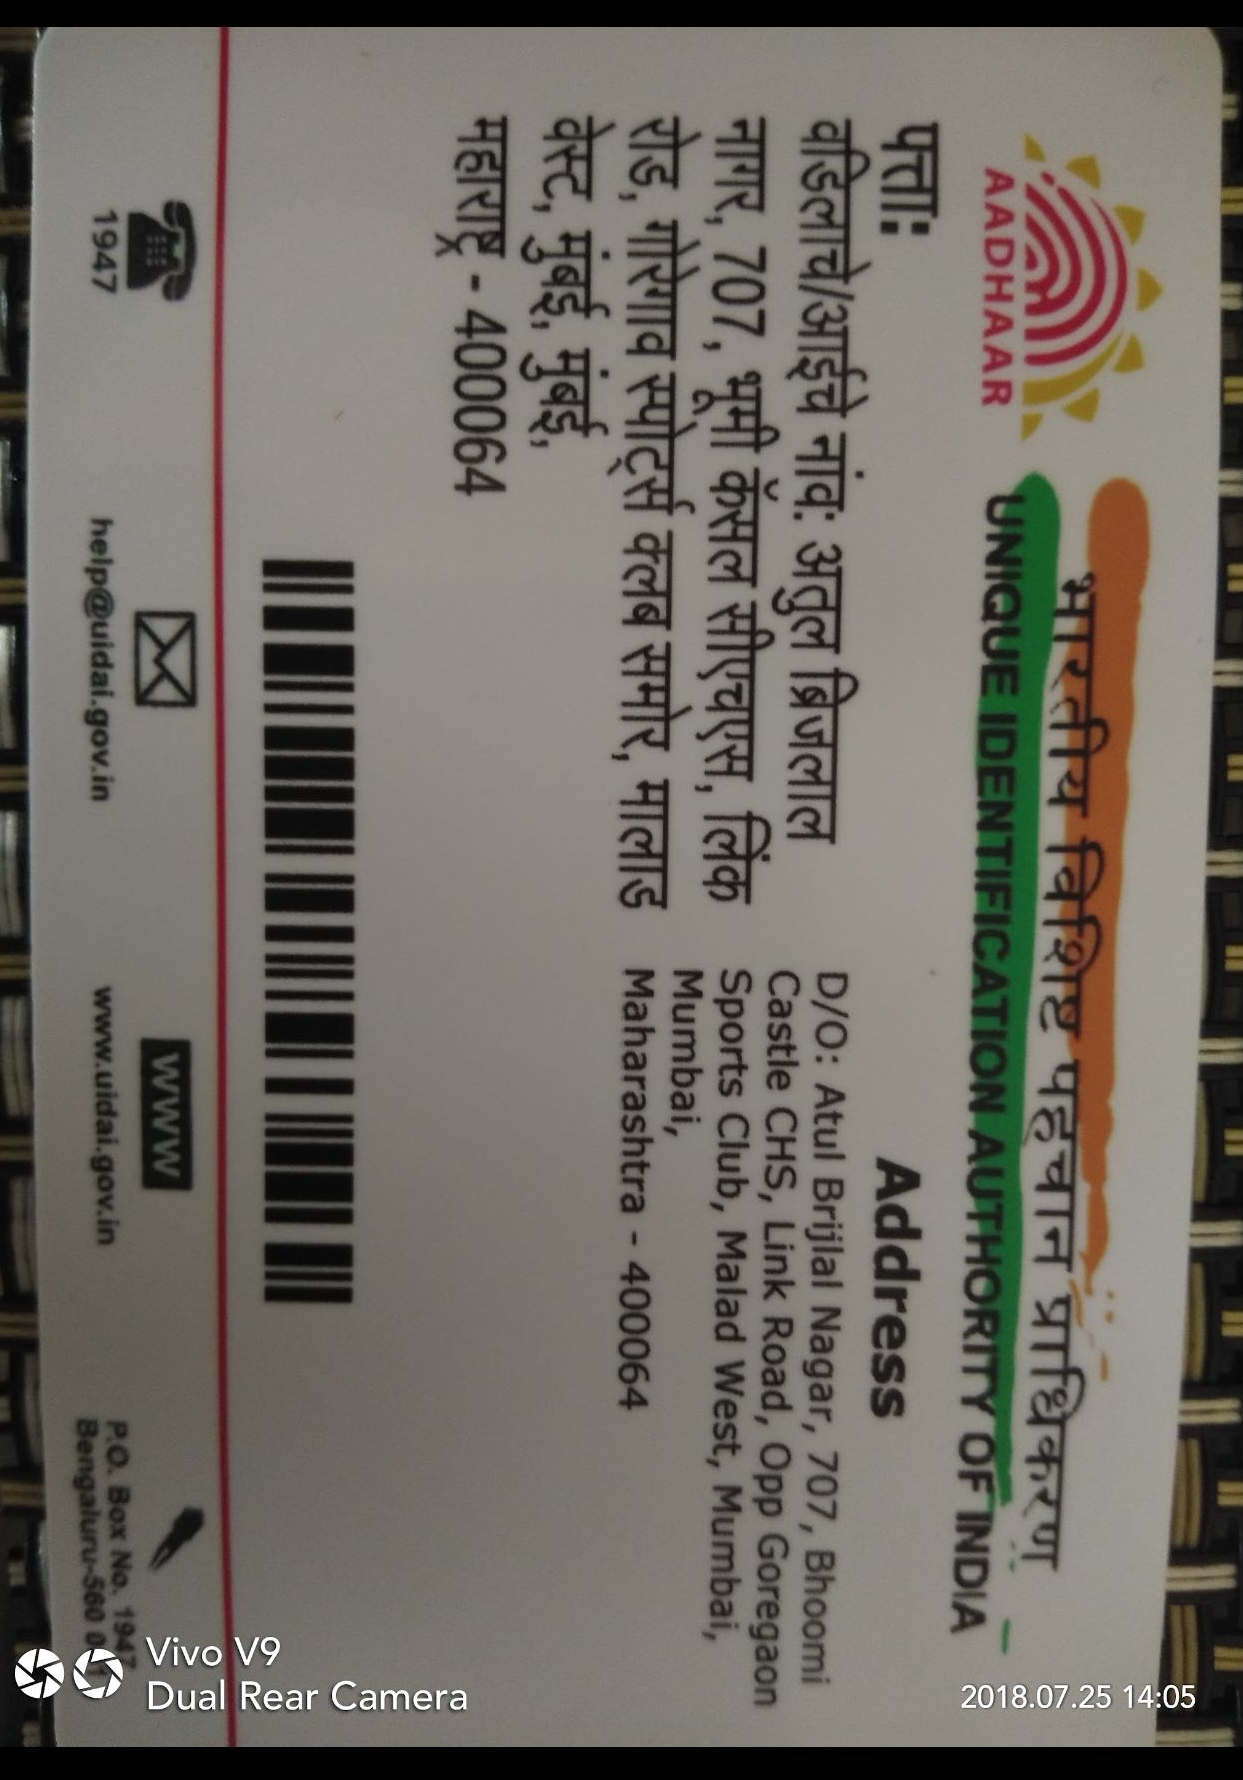 भारतीय विशिष्ट पहचान प्राधिकरण
UNIQUE IDENTIFICATION AUTHORITY OF INDIA
AADHAAR
पत्ता:
वडिलाचे/आईचे नांव: अतुल ब्रिजलाल
नागर, 707, भूमी कॅसल सीएचएस, लिंक
रोड, गोरेगाव स्पोर्ट्स क्लब समोर, मालाड
वेस्ट, मुंबई, मुंबई,
महाराष्ट्र - 400064
Address
D/O: Atul Brijlal Nagar, 707, Bhoomi
Castle CHS, Link Road, Opp Goregaon
Sports Club, Malad West, Mumbai,
Mumbai,
Maharashtra - 400064
1947
help@uidai.gov.in
WWW
www.uidai.gov.in
P.O. Box No. 1947
Bengaluru-560
Vivo V9
Dual Rear Camera
2018.07.25 14:05